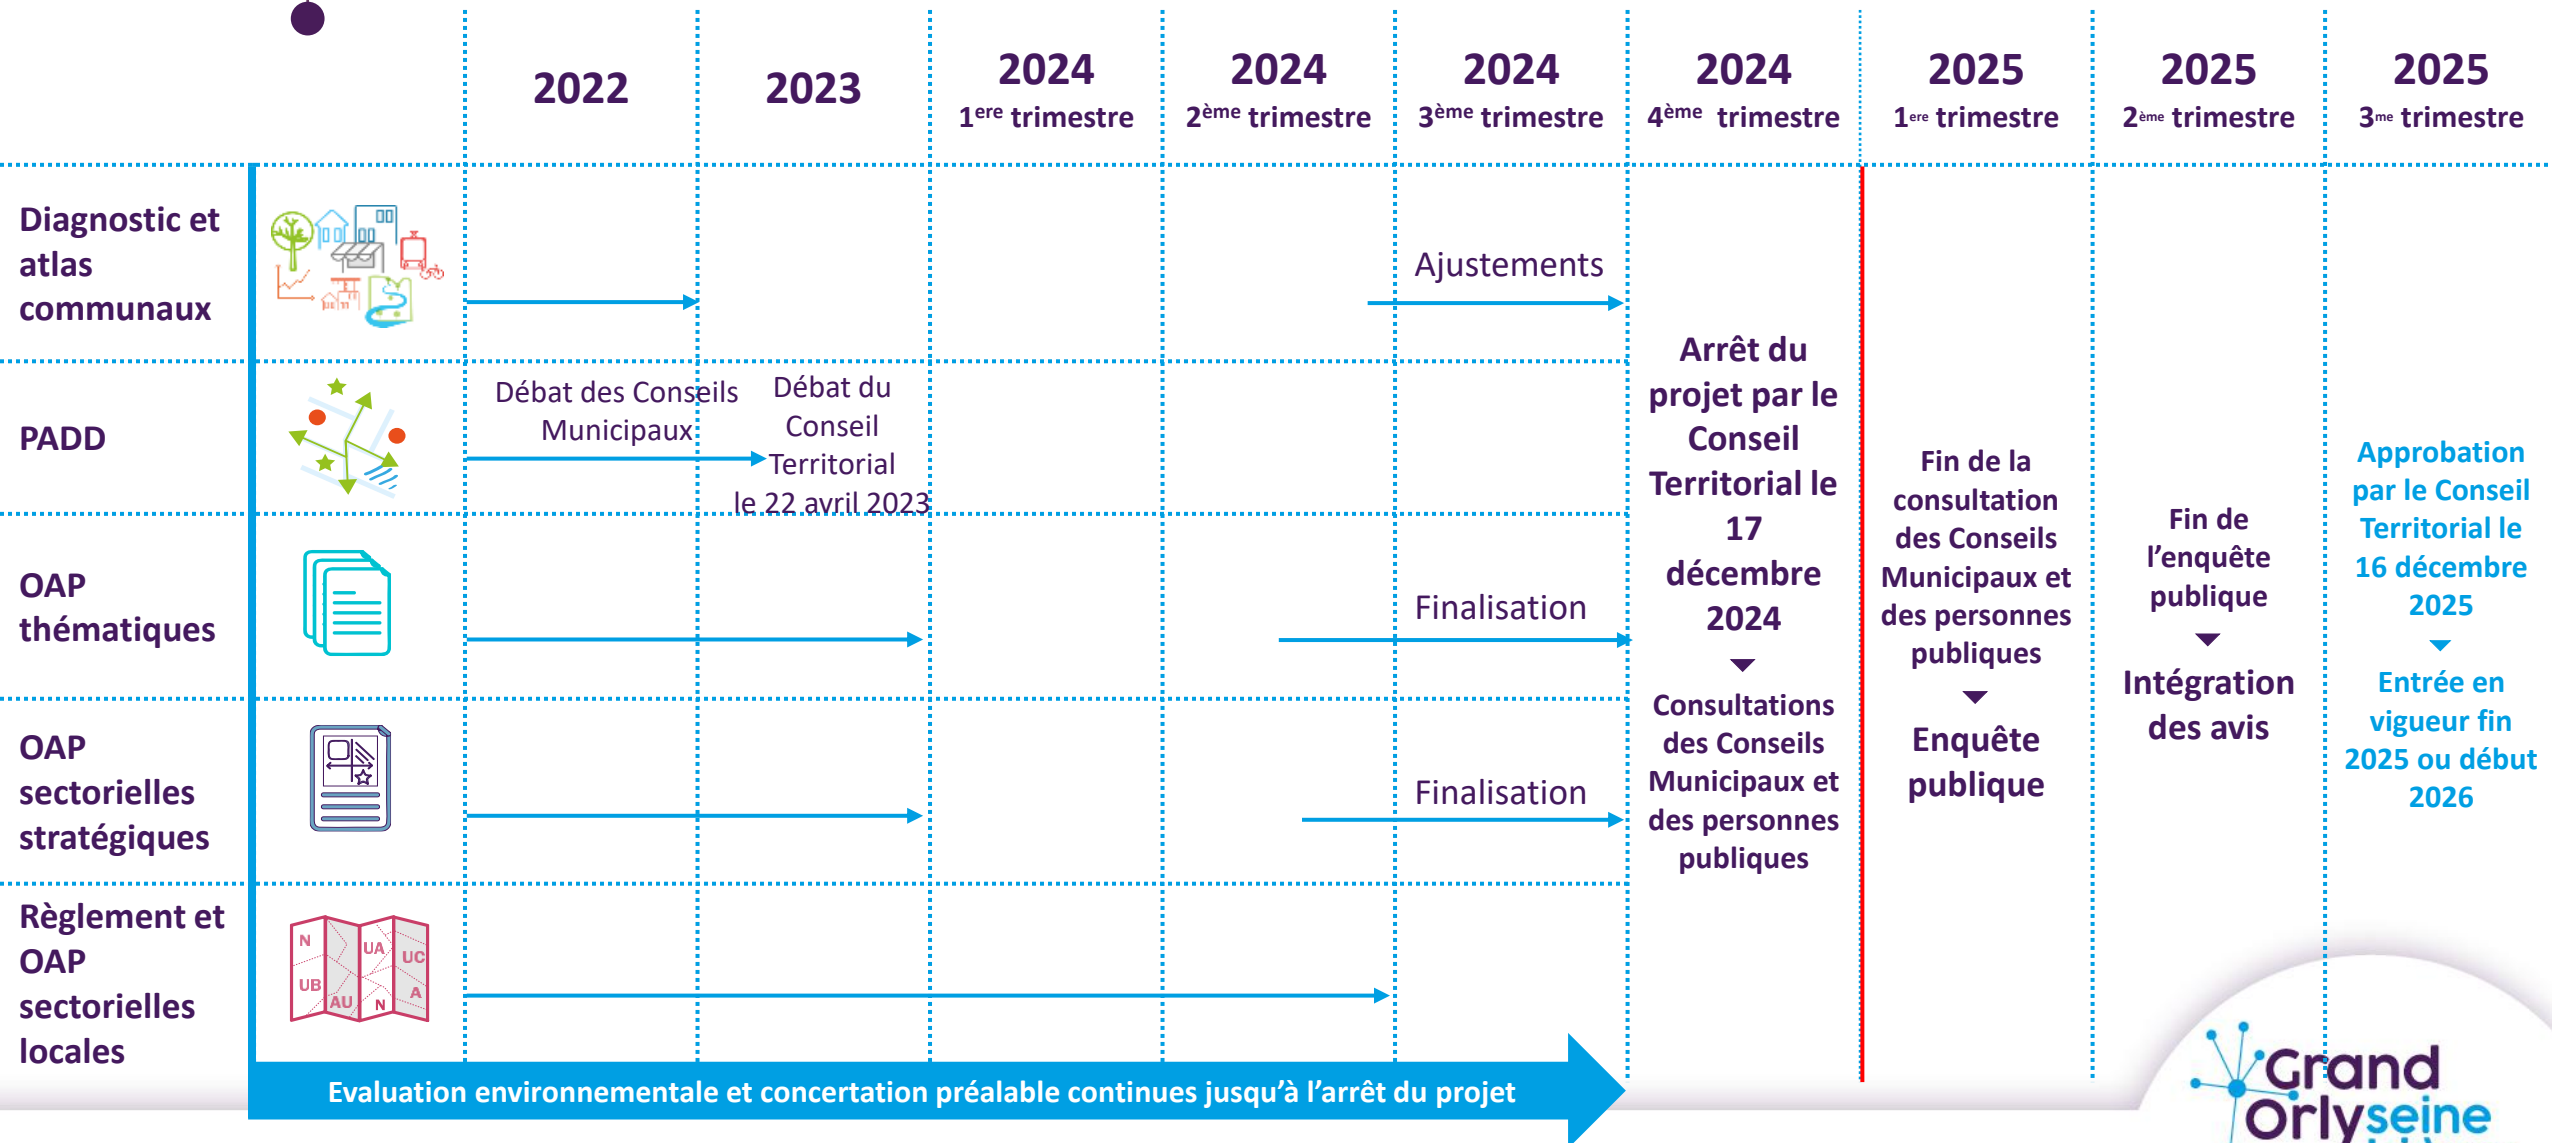 2022
2023
2024
1ere trimestre
2024
2ème trimestre
2024
3ème trimestre
2024
4ème trimestre
2025
1ere trimestre
2025
2ème trimestre
2025
3me trimestre
Diagnostic et
atlas
communaux
Ajustements
PADD
Débat des Conseils
Municipaux
Débat du
Conseil
Territorial
le 22 avril 2023
OAP
thématiques
Finalisation
OAP
sectorielles
stratégiques
Finalisation
Règlement et
OAP
sectorielles
locales
N
UA
UC
UB
AU
N
A
Arrêt du
projet par le
Conseil
Territorial le
17
décembre
2024
Consultations
des Conseils
Municipaux et
des personnes
publiques
Fin de la
consultation
des Conseils
Municipaux et
des personnes
publiques
Enquête
publique
Fin de
l’enquête
publique
Intégration
des avis
Approbation
par le Conseil
Territorial le
16 décembre
2025
Entrée en
vigueur fin
2025 ou début
2026
Evaluation environnementale et concertation préalable continues jusqu’à l’arrêt du projet
Grand
Orlyseine